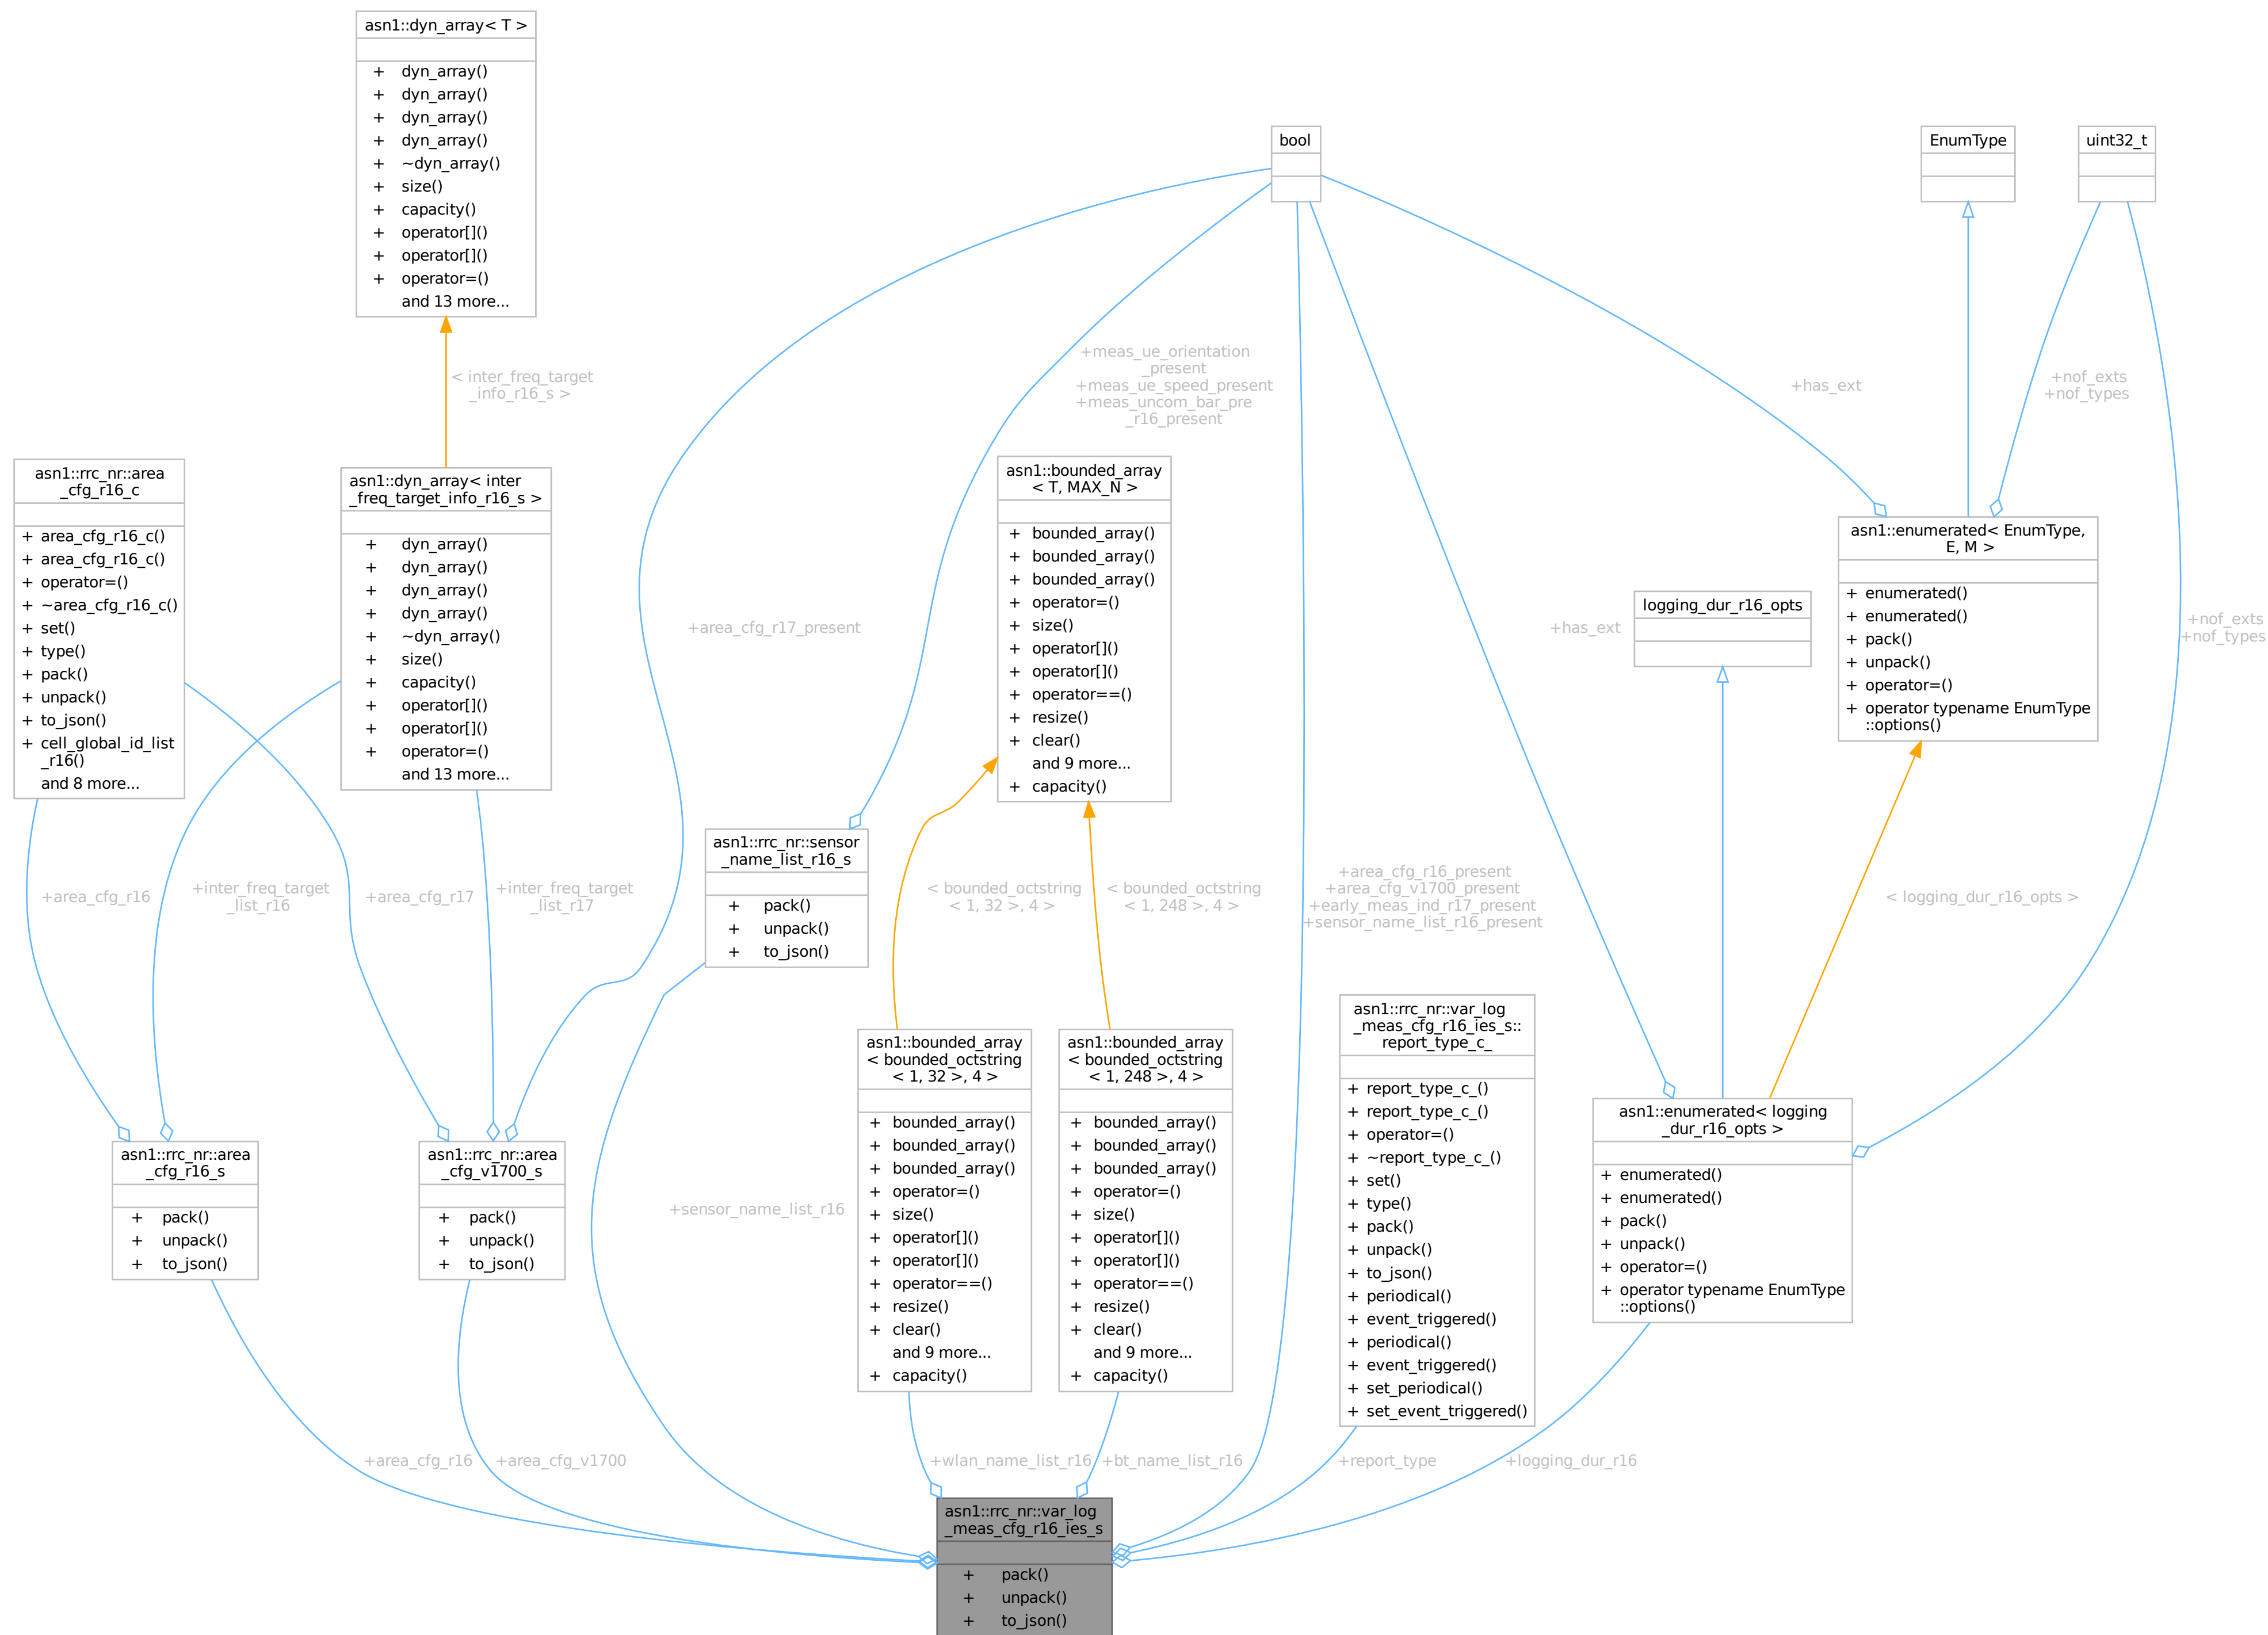 asn1::dyn_array< T >
+ dyn_array()
+ dyn_array()
+ dyn_array()
+ dyn_array()
+ ~dyn_array()
+ size()
+ capacity()
+ operator[]()
+ operator[]()
+ operator=()
and 13 more...
bool
EnumType
uint32_t
< inter_freq_target
_info_r16_s >
+meas_ue_orientation
_present
+meas_ue_speed_present
+meas_uncom_bar_pre
_r16_present
+has_ext
+nof_exts
+nof_types
asn1::rrc_nr::area
_cfg_r16_c
+ area_cfg_r16_c()
+ area_cfg_r16_c()
+ operator=()
+ ~area_cfg_r16_c()
+ set()
+ type()
+ pack()
+ unpack()
+ to_json()
+ cell_global_id_list
_r16()
and 8 more...
asn1::dyn_array< inter
_freq_target_info_r16_s >
+ dyn_array()
+ dyn_array()
+ dyn_array()
+ dyn_array()
+ ~dyn_array()
+ size()
+ capacity()
+ operator[]()
+ operator[]()
+ operator=()
and 13 more...
+area_cfg_r17_present
asn1::bounded_array
< T, MAX_N >
+ bounded_array()
+ bounded_array()
+ bounded_array()
+ operator=()
+ size()
+ operator[]()
+ operator[]()
+ operator==()
+ resize()
+ clear()
and 9 more...
+ capacity()
+has_ext
logging_dur_r16_opts
asn1::enumerated< EnumType,
E, M >
+ enumerated()
+ enumerated()
+ pack()
+ unpack()
+ operator=()
+ operator typename EnumType
::options()
+nof_exts
+nof_types
asn1::rrc_nr::sensor
_name_list_r16_s
+ pack()
+ unpack()
+ to_json()
+area_cfg_r16
+inter_freq_target
_list_r16
+area_cfg_r17
+inter_freq_target
_list_r17
< bounded_octstring
< 1, 32 >, 4 >
< bounded_octstring
< 1, 248 >, 4 >
+area_cfg_r16_present
+area_cfg_v1700_present
+early_meas_ind_r17_present
+sensor_name_list_r16_present
< logging_dur_r16_opts >
asn1::rrc_nr::area
_cfg_r16_s
+ pack()
+ unpack()
+ to_json()
asn1::rrc_nr::area
_cfg_v1700_s
+ pack()
+ unpack()
+ to_json()
+sensor_name_list_r16
asn1::bounded_array
< bounded_octstring
< 1, 32 >, 4 >
+ bounded_array()
+ bounded_array()
+ bounded_array()
+ operator=()
+ size()
+ operator[]()
+ operator[]()
+ operator==()
+ resize()
+ clear()
and 9 more...
+ capacity()
asn1::bounded_array
< bounded_octstring
< 1, 248 >, 4 >
+ bounded_array()
+ bounded_array()
+ bounded_array()
+ operator=()
+ size()
+ operator[]()
+ operator[]()
+ operator==()
+ resize()
+ clear()
and 9 more...
+ capacity()
asn1::rrc_nr::var_log
_meas_cfg_r16_ies_s::
report_type_c_
+ report_type_c_()
+ report_type_c_()
+ operator=()
+ ~report_type_c_()
+ set()
+ type()
+ pack()
+ unpack()
+ to_json()
+ periodical()
+ event_triggered()
+ periodical()
+ event_triggered()
+ set_periodical()
+ set_event_triggered()
asn1::enumerated< logging
_dur_r16_opts >
+ enumerated()
+ enumerated()
+ pack()
+ unpack()
+ operator=()
+ operator typename EnumType
::options()
+area_cfg_r16
+area_cfg_v1700
+wlan_name_list_r16
+bt_name_list_r16
+report_type
+logging_dur_r16
asn1::rrc_nr::var_log
_meas_cfg_r16_ies_s
+ pack()
+ unpack()
+ to_json()